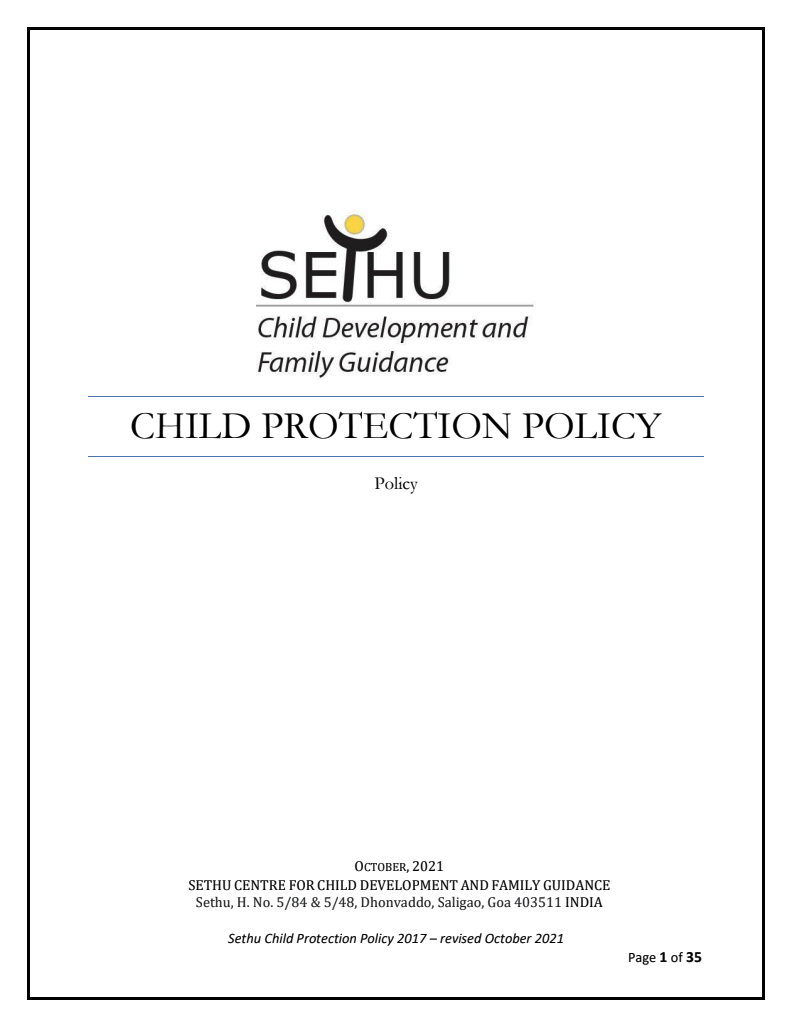 SETHU
Child Development and
Family Guidance
CHILD PROTECTION POLICY
Policy
OCTOBER, 2021
SETHU CENTRE FOR CHILD DEVELOPMENT AND FAMILY GUIDANCE
Sethu, H. No. 5/84 & 5/48, Dhonvaddo, Saligao, Goa 403511 INDIA
Sethu Child Protection Policy 2017 – revised October 2021
Page 1 of 35